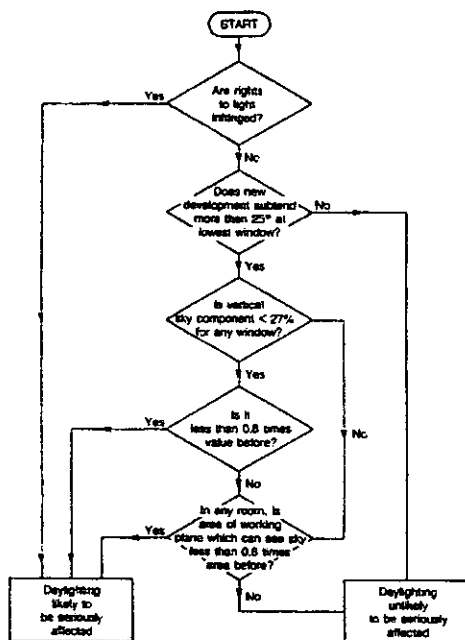 START
Are rights
to light
infringed?
Yes
No
Does new
development subtend
more than 25° at
lowest window?
No
Yes
Is vertical
sky component < 27%
for any window?
Yes
No
Is it
less than 0.8 times
value before?
Yes
No
In any room, is
area of working
plane which can see sky
less than 0.8 times
area before?
Yes
No
Daylighting
likely to
be seriously
affected
Daylighting
unlikely
to be seriously
affected